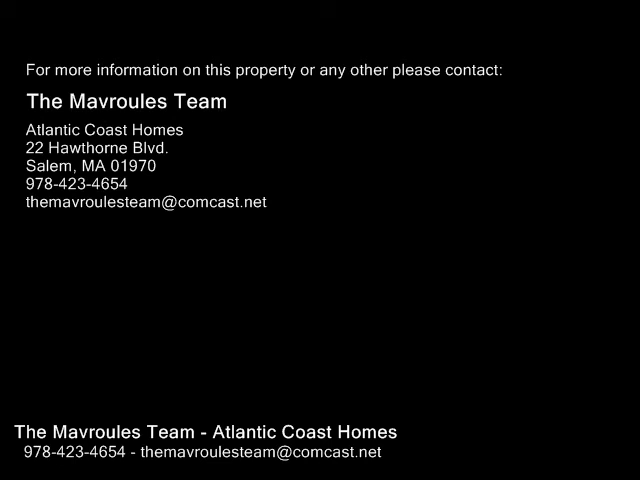 For more information on this property or any other please contact:
The Mavroules Team
Atlantic Coast Homes
22 Hawthorne Blvd.
Salem, MA 01970
978-423-4654
themavroulesteam@comcast.net
The Mavroules Team - Atlantic Coast Homes
978-423-4654 - themavroulesteam@comcast.net